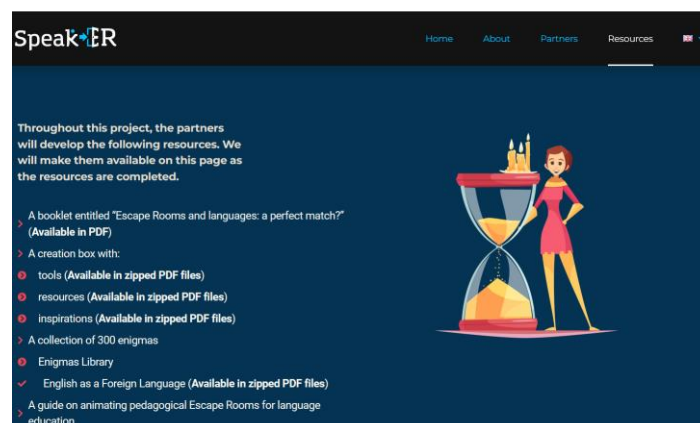 Speak-ER
Home About Partners Resources
Throughout this project, the partners
will develop the following resources. We
will make them available on this page as
the resources are completed.
A booklet entitled “Escape Rooms and languages: a perfect match?”
(Available in PDF)
A creation box with:
tools (Available in zipped PDF files)
resources (Available in zipped PDF files)
inspirations (Available in zipped PDF files)
A collection of 300 enigmas
Enigmas Library
English as a Foreign Language (Available in zipped PDF files)
A guide on animating pedagogical Escape Rooms for language
education